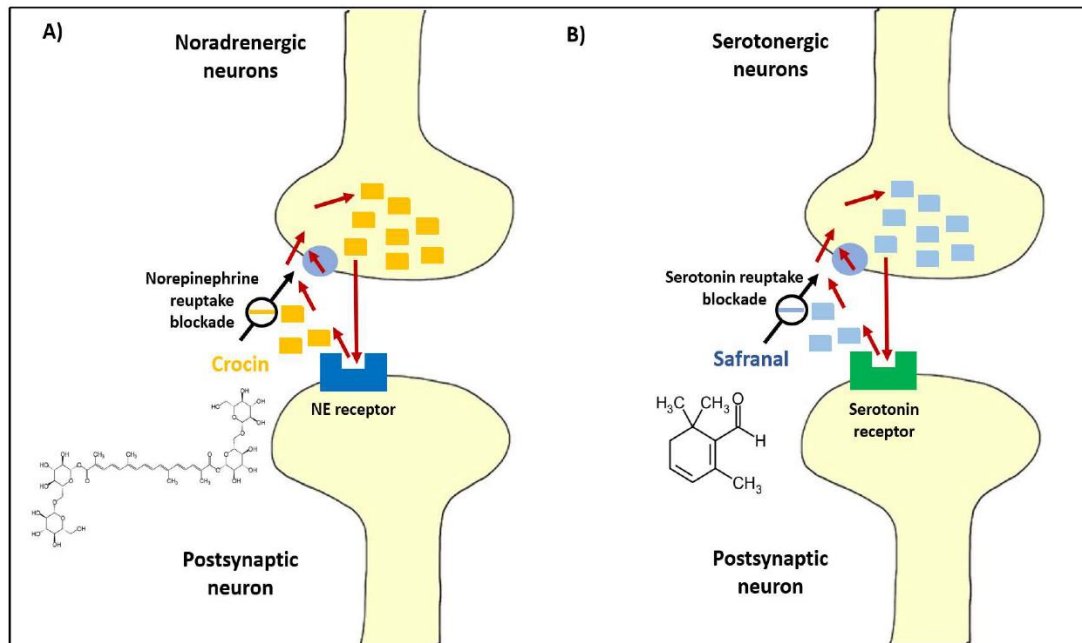 A)
Noradrenergic
neurons
Norepinephrine
reuptake
blockade
Crocin
NE receptor
Postsynaptic
neuron
B)
Serotonergic
neurons
Serotonin reuptake
blockade
Safranal
Serotonin
receptor
H₃C
CH₃
O
H
CH₃
Postsynaptic
neuron